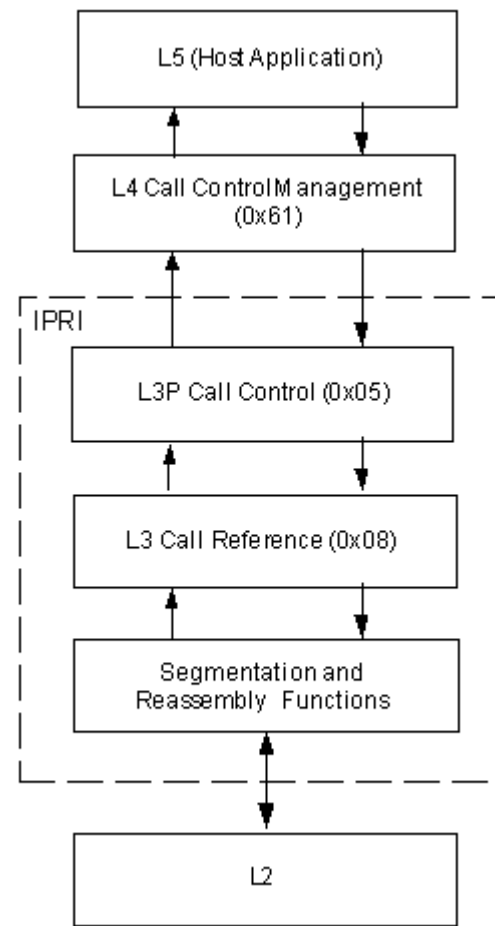 L5 (Host Application)
L4 Call Control Management
(0x61)
IPRI
L3P Call Control (0x05)
L3 Call Reference (0x08)
Segmentation and
Reassembly Functions
L2